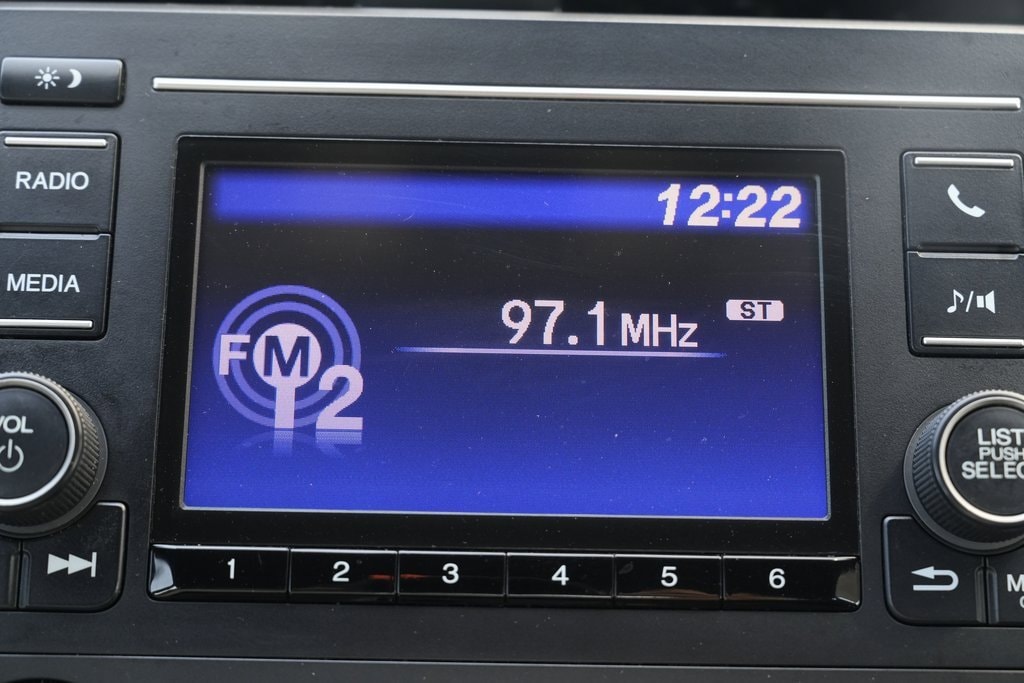 RADIO
MEDIA
VOL
12:22
97.1 MHz
ST
FM
2
1 2 3 4 5 6
LIST
PUSH
SELEC
M